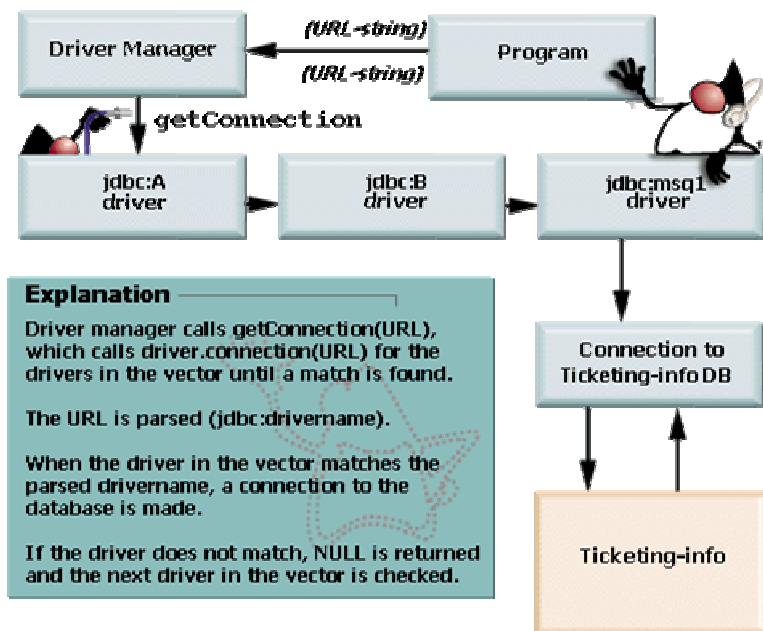 (URL-string)
Driver Manager
Program
(URL-string)
getConnection
jdbc:A
driver
jdbc:B
driver
jdbc:msq1
driver
Explanation
Driver manager calls getConnection(URL),
which calls driver.connection(URL) for the
drivers in the vector until a match is found.
The URL is parsed (jdbc:drivername).
When the driver in the vector matches the
parsed drivername, a connection to the
database is made.
If the driver does not match, NULL is returned
and the next driver in the vector is checked.
Connection to
Ticketing-info DB
Ticketing-info